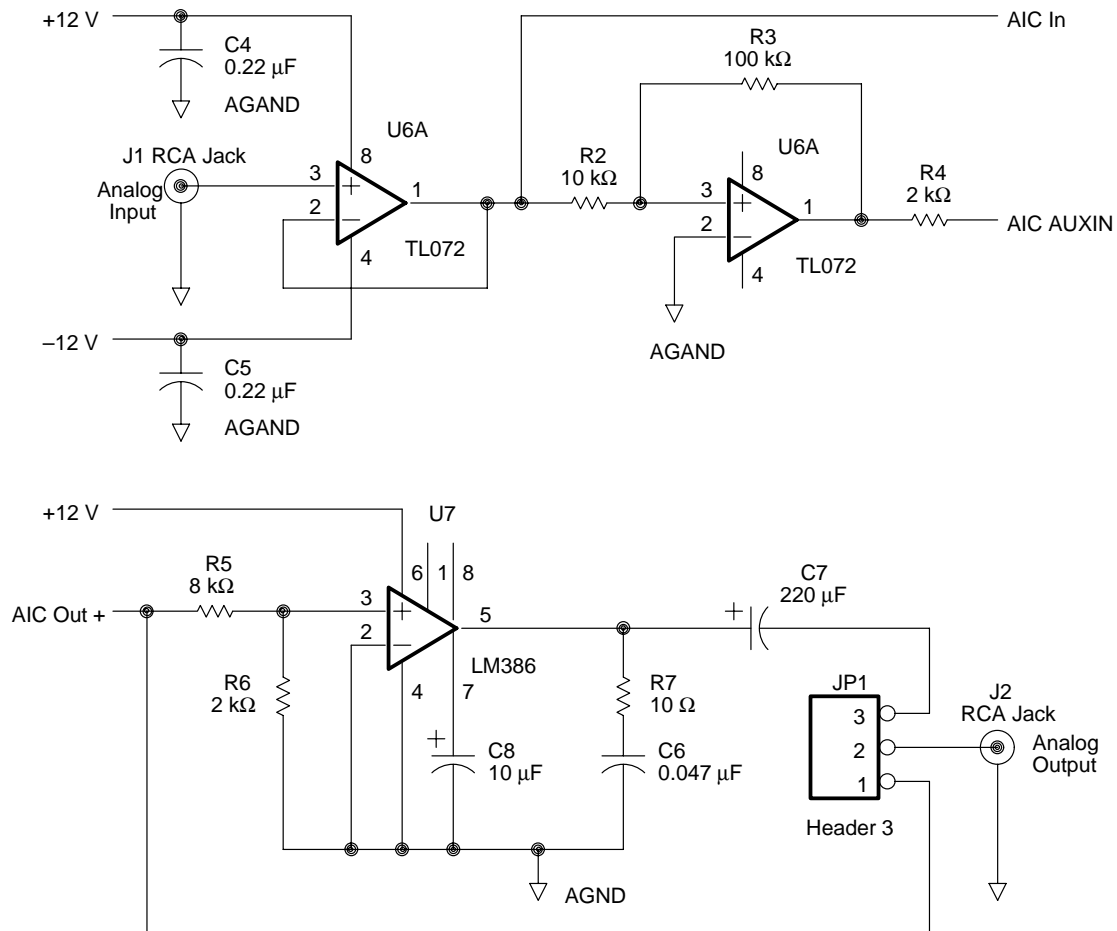 +12 V
C4
0.22 μF
AGAND
J1 RCA Jack
Analog
Input
U6A
3
2
8
+
–
1
4
TL072
–12 V
C5
0.22 μF
AGAND
R2
10 kΩ
R3
100 kΩ
U6A
3
2
8
+
–
1
4
TL072
AGAND
R4
2 kΩ
AIC In
AIC AUXIN
+12 V
U7
R5
8 kΩ
AIC Out +
R6
2 kΩ
3
2
6
1
8
+
–
5
4
7
LM386
+
C8
10 μF
R7
10 Ω
C6
0.047 μF
AGND
+
C7
220 μF
JP1
3
2
1
Header 3
J2
RCA Jack
Analog
Output